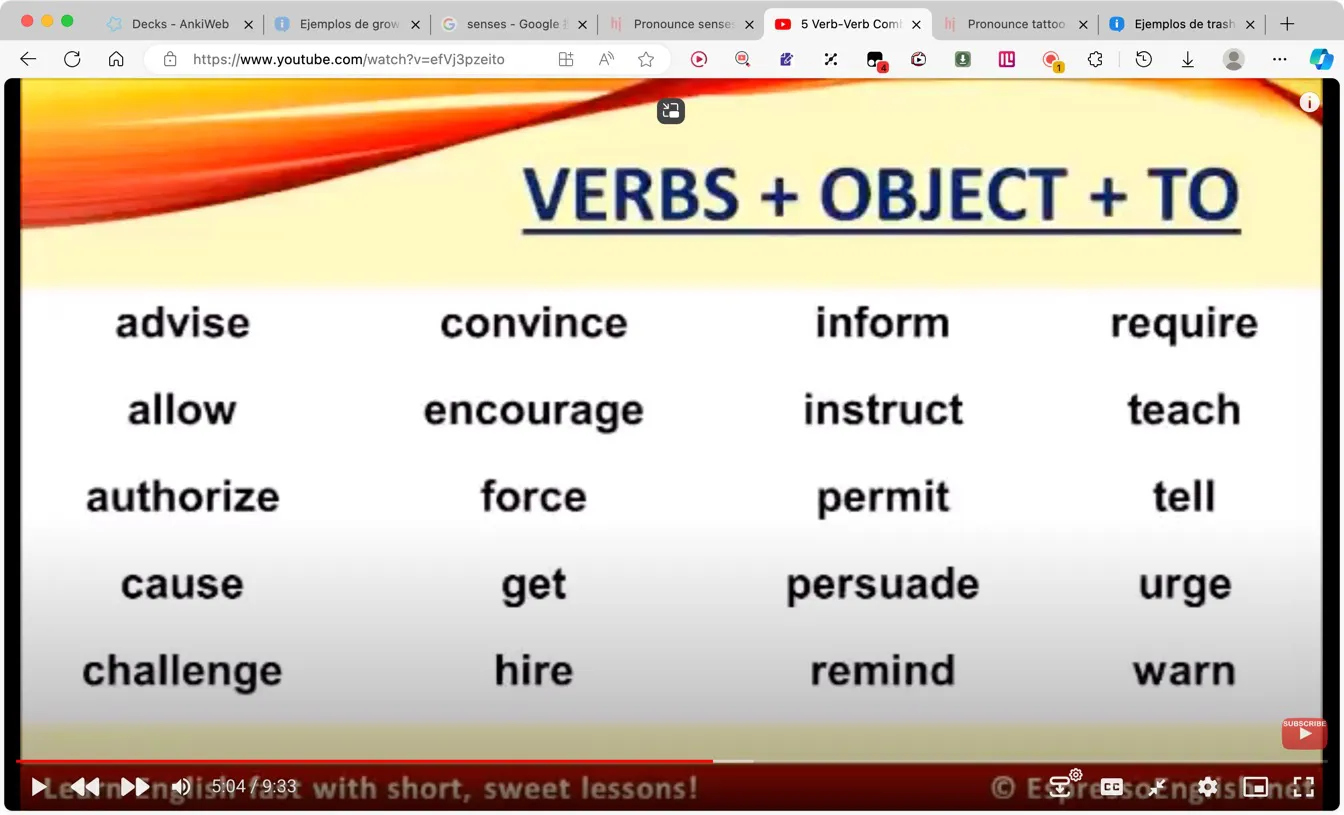 Decks - AnkiWeb
Ejemplos de grow
senses - Google
Pronounce senses
5 Verb-Verb Com
Pronounce tattoo
Ejemplos de trash
https://www.youtube.com/watch?v=efVj3pzeito
4
1
VERBS + OBJECT + TO
advise convince inform require
allow encourage instruct teach
authorize force permit tell
cause get persuade urge
challenge hire remind warn
SUBSCRIBE
5:04 / 9:33
Learn English fast with short, sweet lessons!
© EspressoEnglish.net
CC